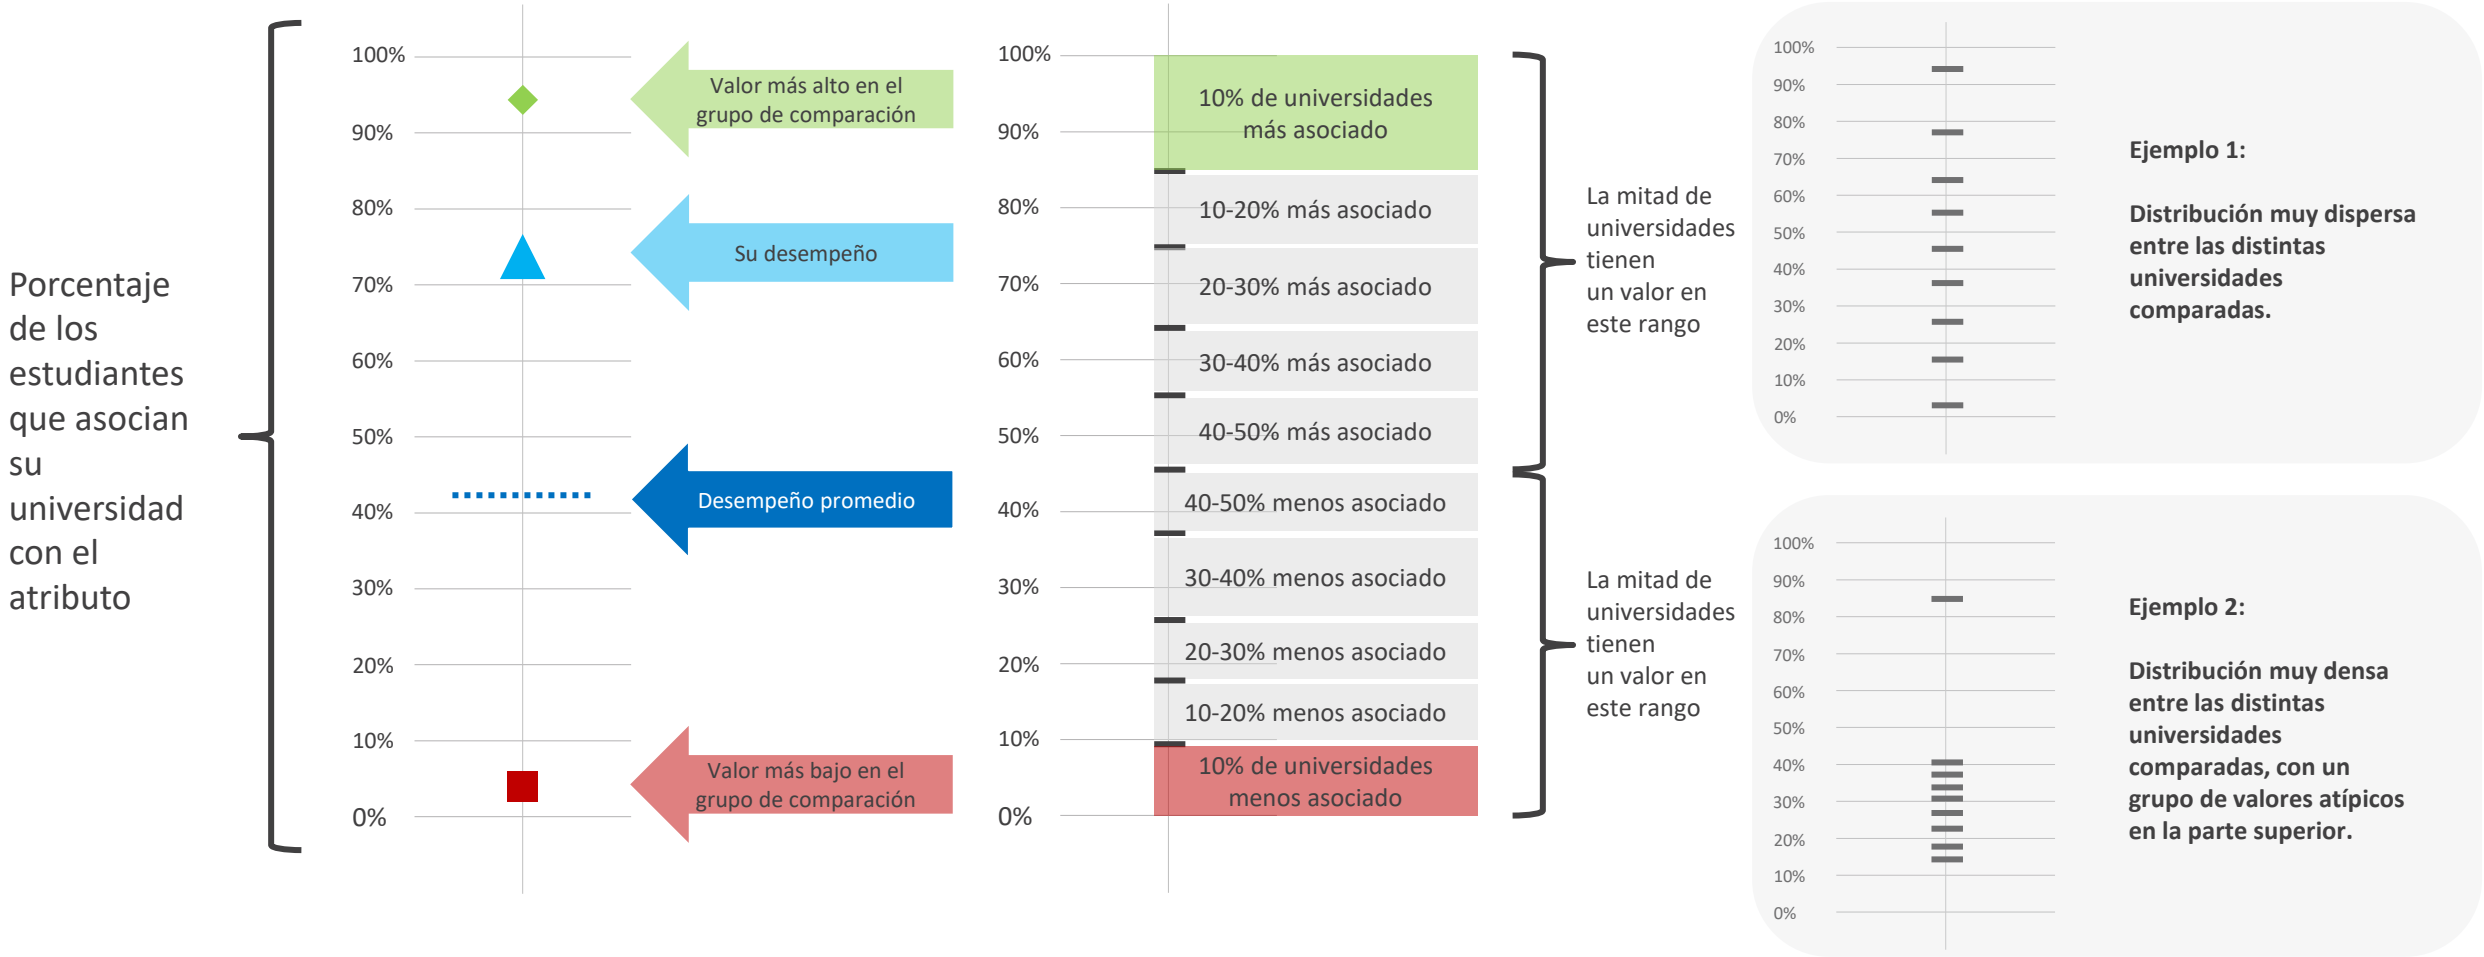 Porcentaje
de los
estudiantes
que asocian
su
universidad
con el
atributo
100%
90%
80%
70%
60%
50%
40%
30%
20%
10%
0%
Valor más alto en el
grupo de comparación
Su desempeño
Desempeño promedio
Valor más bajo en el
grupo de comparación
100%
90%
80%
70%
60%
50%
40%
30%
20%
10%
0%
10% de universidades
más asociado
10-20% más asociado
20-30% más asociado
30-40% más asociado
40-50% más asociado
40-50% menos asociado
30-40% menos asociado
20-30% menos asociado
10-20% menos asociado
10% de universidades
menos asociado
La mitad de
universidades
tienen
un valor en
este rango
La mitad de
universidades
tienen
un valor en
este rango
100%
90%
80%
70%
60%
50%
40%
30%
20%
10%
0%
Ejemplo 1:
Distribución muy dispersa
entre las distintas
universidades
comparadas.
100%
90%
80%
70%
60%
50%
40%
30%
20%
10%
0%
Ejemplo 2:
Distribución muy densa
entre las distintas
universidades
comparadas, con un
grupo de valores atípicos
en la parte superior.